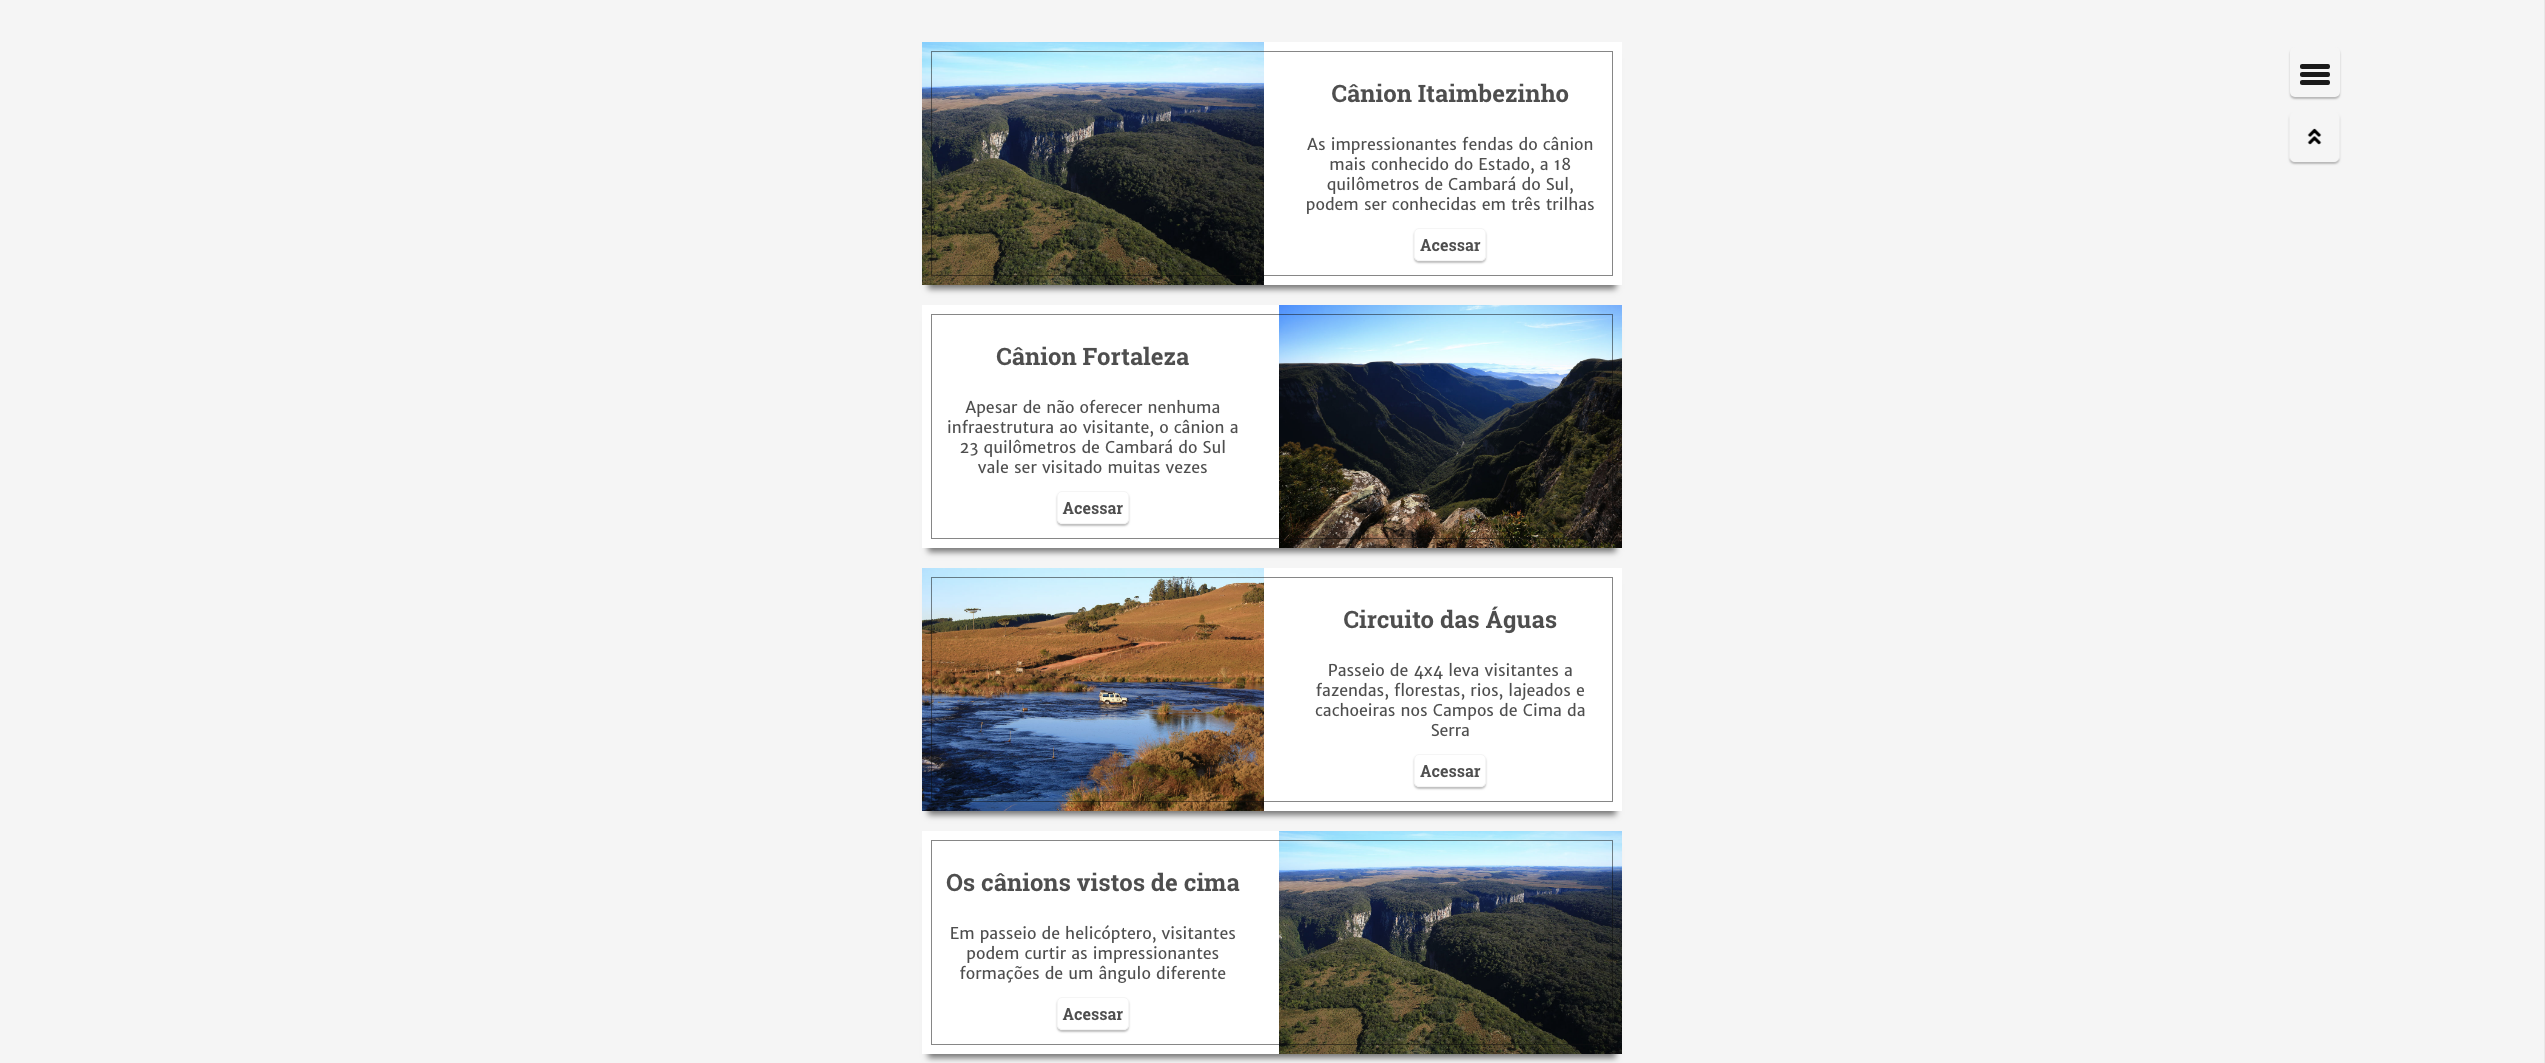 Cânion Itaimbezinho
As impressionantes fendas do cânion
mais conhecido do Estado, a 18
quilômetros de Cambará do Sul,
podem ser conhecidas em três trilhas
Acessar
Cânion Fortaleza
Apesar de não oferecer nenhuma
infraestrutura ao visitante, o cânion a
23 quilômetros de Cambará do Sul
vale ser visitado muitas vezes
Acessar
Circuito das Águas
Passeio de 4x4 leva visitantes a
fazendas, florestas, rios, lajeados e
cachoeiras nos Campos de Cima da
Serra
Acessar
Os cânions vistos de cima
Em passeio de helicóptero, visitantes
podem curtir as impressionantes
formações de um ângulo diferente
Acessar